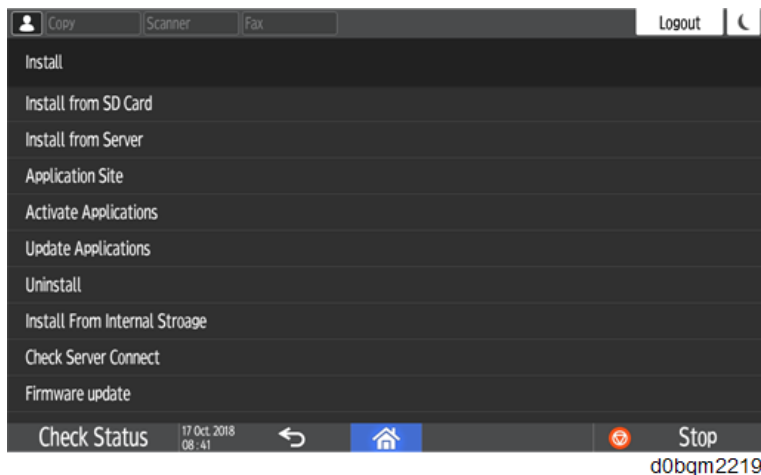 Copy Scanner Fax Logout
Install
Install from SD Card
Install from Server
Application Site
Activate Applications
Update Applications
Uninstall
Install From Internal Stroage
Check Server Connect
Firmware update
Check Status 17 Oct. 2018 Stop
08 : 41
d0bqm2219